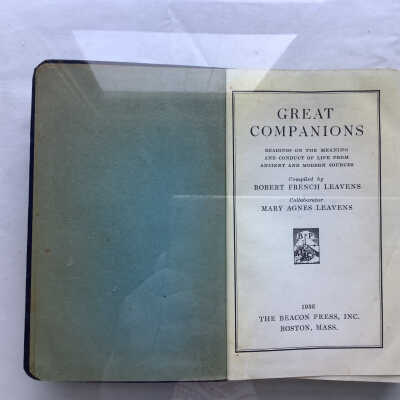 GREAT
COMPANIONS
READINGS ON THE MEANING
AND CONDUCT OF LIFE FROM
ANCIENT AND MODERN SOURCES
Compiled by
ROBERT FRENCH LEAVENS
Collaborator
MARY AGNES LEAVENS
B P
THE BEACON PRESS, INC.
BOSTON, MASS.